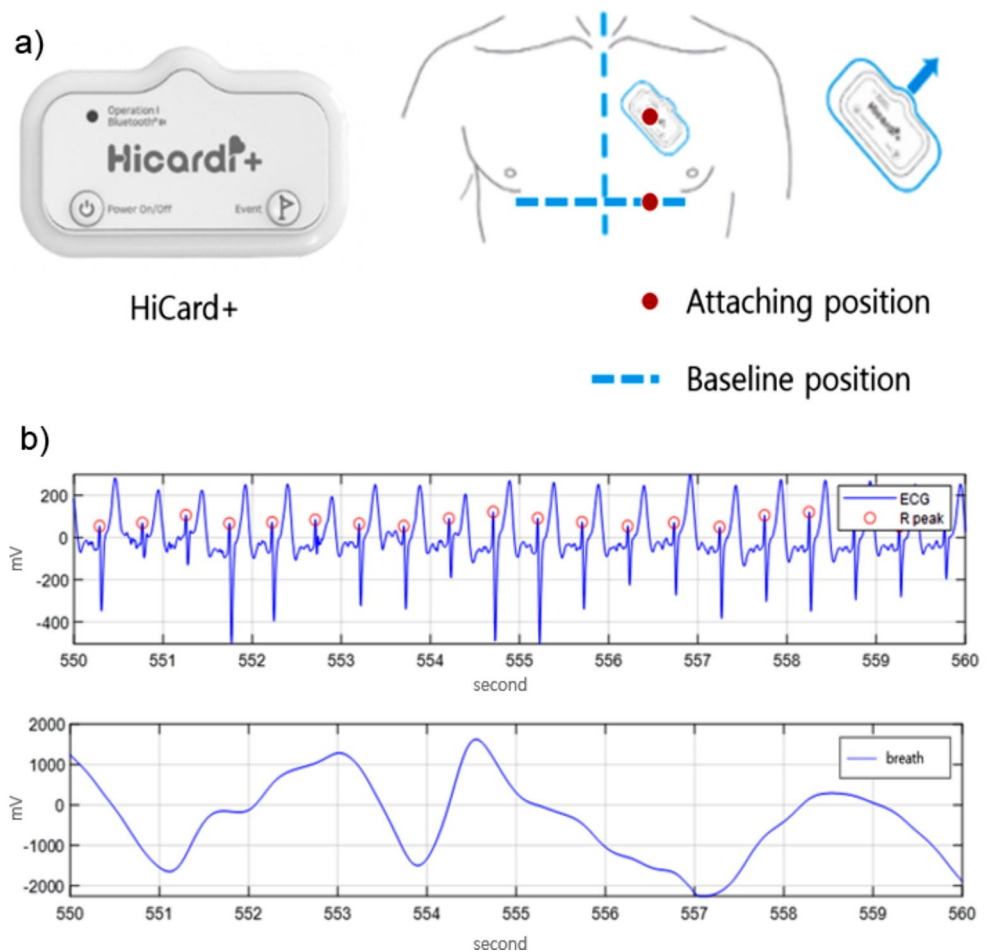 a)
Operation I
Bluetooth®
Hicardi+
Power On/Off
Event
HiCard+
Hicardi+
Attaching position
Baseline position
b)
200
0
-200
-400
mV
ECG
R peak
550 551 552 553 554 555 556 557 558 559 560
second
2000
1000
0
-1000
-2000
mV
breath
550 551 552 553 554 555 556 557 558 559 560
second